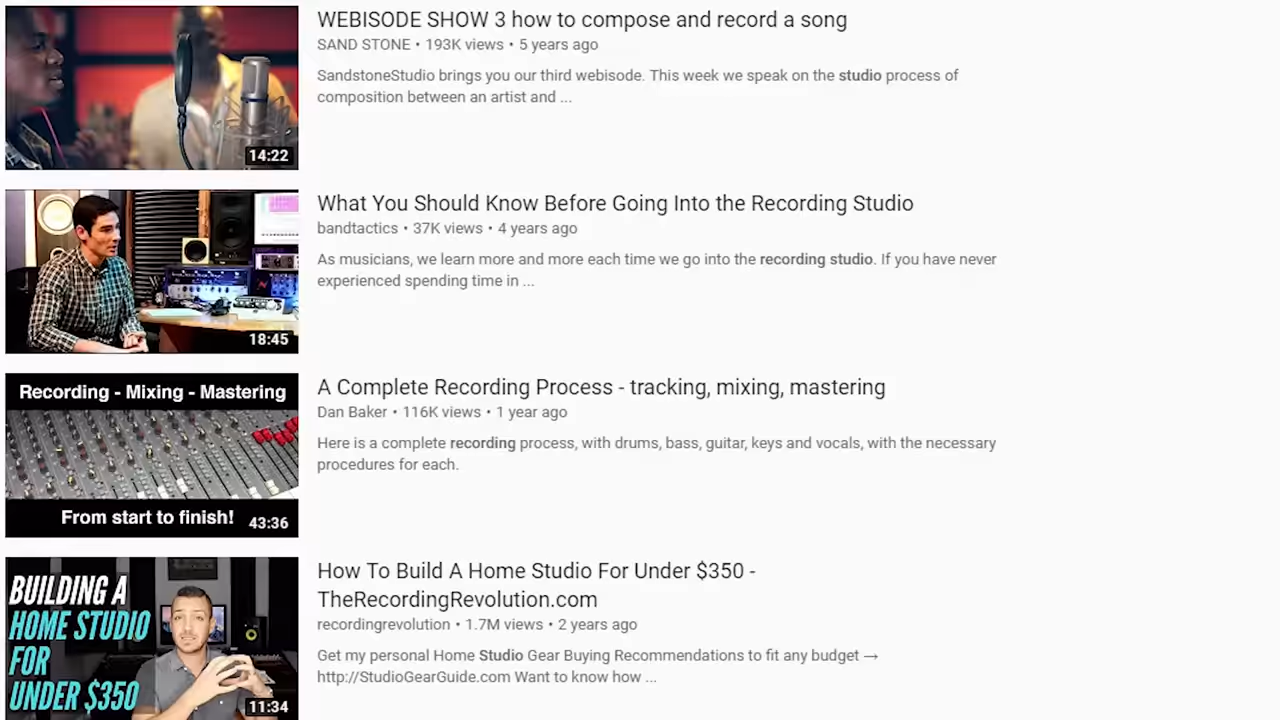 WEBISODE SHOW 3 how to compose and record a song
SAND STONE • 193K views • 5 years ago
SandstoneStudio brings you our third webisode. This week we speak on the studio process of
composition between an artist and ...
14:22
What You Should Know Before Going Into the Recording Studio
bandtactics • 37K views • 4 years ago
As musicians, we learn more and more each time we go into the recording studio. If you have never
experienced spending time in ...
18:45
Recording - Mixing - Mastering
From start to finish!
43:36
A Complete Recording Process - tracking, mixing, mastering
Dan Baker • 116K views • 1 year ago
Here is a complete recording process, with drums, bass, guitar, keys and vocals, with the necessary
procedures for each.
BUILDING A
HOME STUDIO
FOR
UNDER $350
11:34
How To Build A Home Studio For Under $350 -
TheRecordingRevolution.com
recordingrevolution • 1.7M views • 2 years ago
Get my personal Home Studio Gear Buying Recommendations to fit any budget →
http://StudioGearGuide.com Want to know how ...